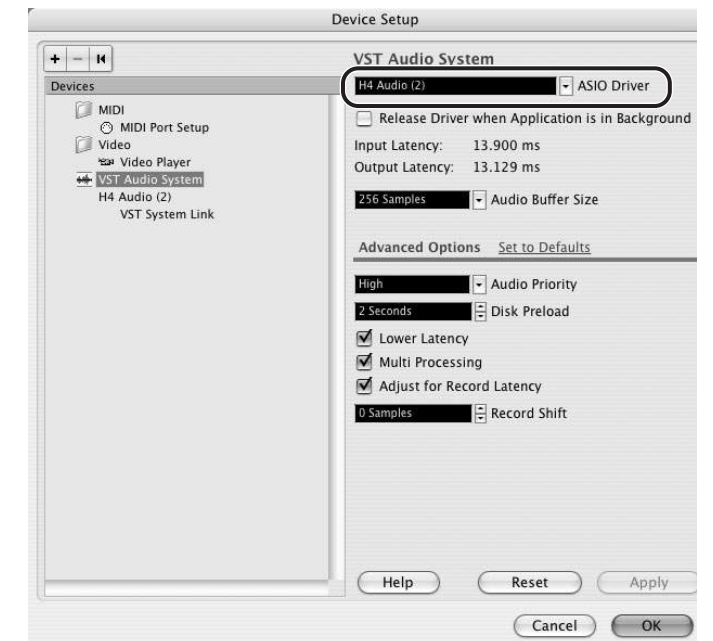 Device Setup
+ -
Devices
MIDI
MIDI Port Setup
Video
Video Player
VST Audio System
H4 Audio (2)
VST System Link
VST Audio System
H4 Audio (2) ASIO Driver
Release Driver when Application is in Background
Input Latency: 13.900 ms
Output Latency: 13.129 ms
256 Samples Audio Buffer Size
Advanced Options Set to Defaults
High Audio Priority
2 Seconds Disk Preload
Lower Latency
Multi Processing
Adjust for Record Latency
0 Samples Record Shift
Help Reset Apply
Cancel OK